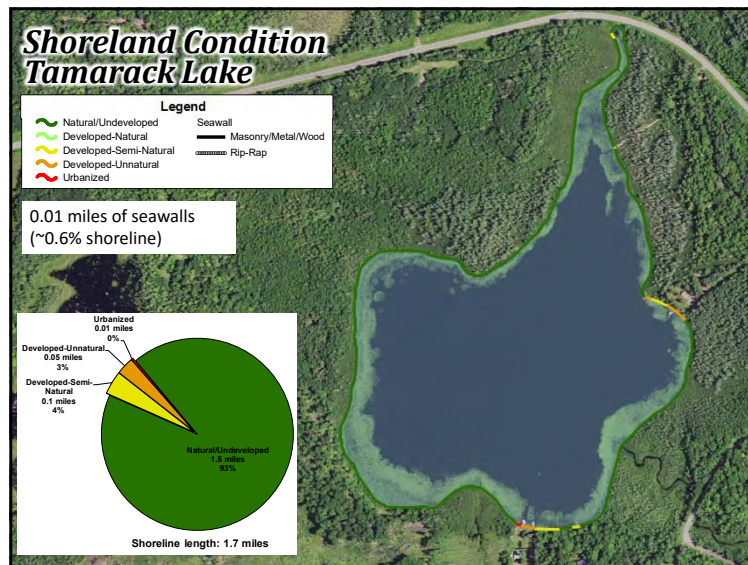 Shoreland Condition
Tamarack Lake
Legend
Natural/Undeveloped
Developed-Natural
Developed-Semi-Natural
Developed-Unnatural
Urbanized
Seawall
Masonry/Metal/Wood
Rip-Rap
0.01 miles of seawalls
(~0.6% shoreline)
Urbanized
0.01 miles
0%
Developed-Unnatural
0.05 miles
3%
Developed-Semi-
Natural
0.1 miles
4%
Natural/Undeveloped
1.5 miles
93%
Shoreline length: 1.7 miles